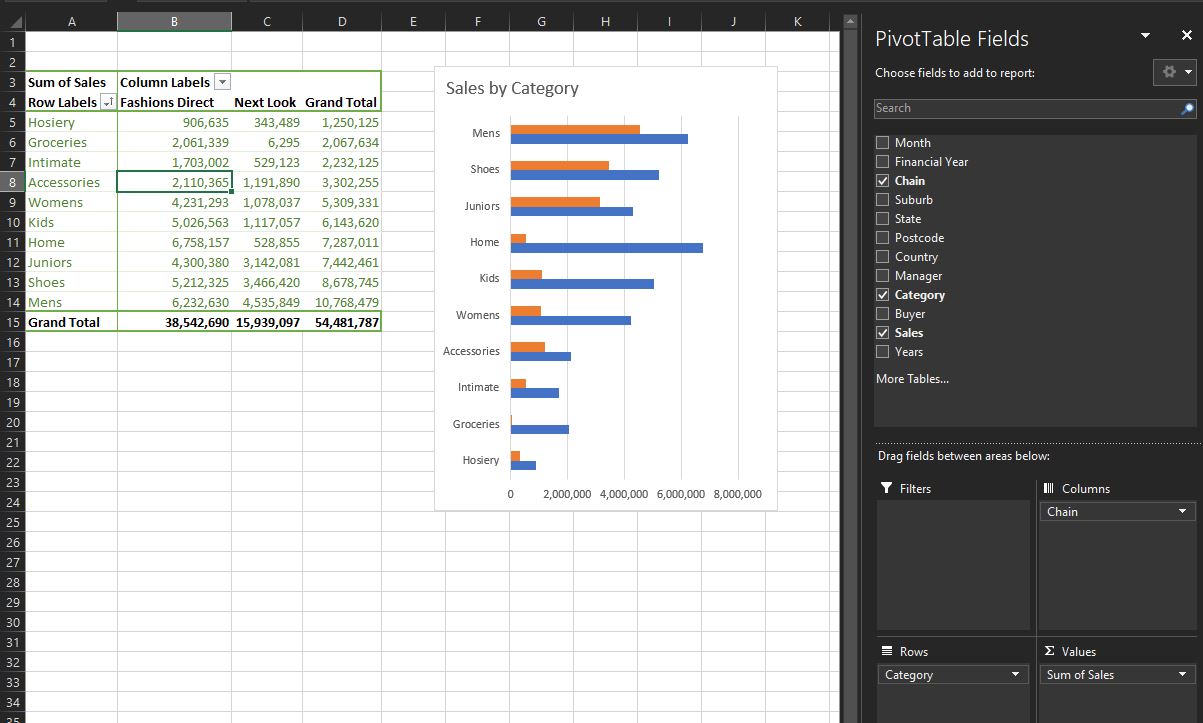 A B C D E F G H I J K
1
2
3 Sum of Sales Column Labels
4 Row Labels Fashions Direct Next Look Grand Total
5 Hosiery 906,635 343,489 1,250,125
6 Groceries 2,061,339 6,295 2,067,634
7 Intimate 1,703,002 529,123 2,232,125
8 Accessories 2,110,365 1,191,890 3,302,255
9 Womens 4,231,293 1,078,037 5,309,331
10 Kids 5,026,563 1,117,057 6,143,620
11 Home 6,758,157 528,855 7,287,011
12 Juniors 4,300,380 3,142,081 7,442,461
13 Shoes 5,212,325 3,466,420 8,678,745
14 Mens 6,232,630 4,535,849 10,768,479
15 Grand Total 38,542,690 15,939,097 54,481,787
16
17
18
19
20
21
22
23
24
25
26
27
28
29
30
31
32
33
34
35
Sales by Category
Mens
Shoes
Juniors
Home
Kids
Womens
Accessories
Intimate
Groceries
Hosiery
0 2,000,000 4,000,000 6,000,000 8,000,000
PivotTable Fields
Choose fields to add to report:
Search
Month
Financial Year
Chain
Suburb
State
Postcode
Country
Manager
Category
Buyer
Sales
Years
More Tables...
Drag fields between areas below:
Filters
Columns
Chain
Rows
Category
Σ Values
Sum of Sales